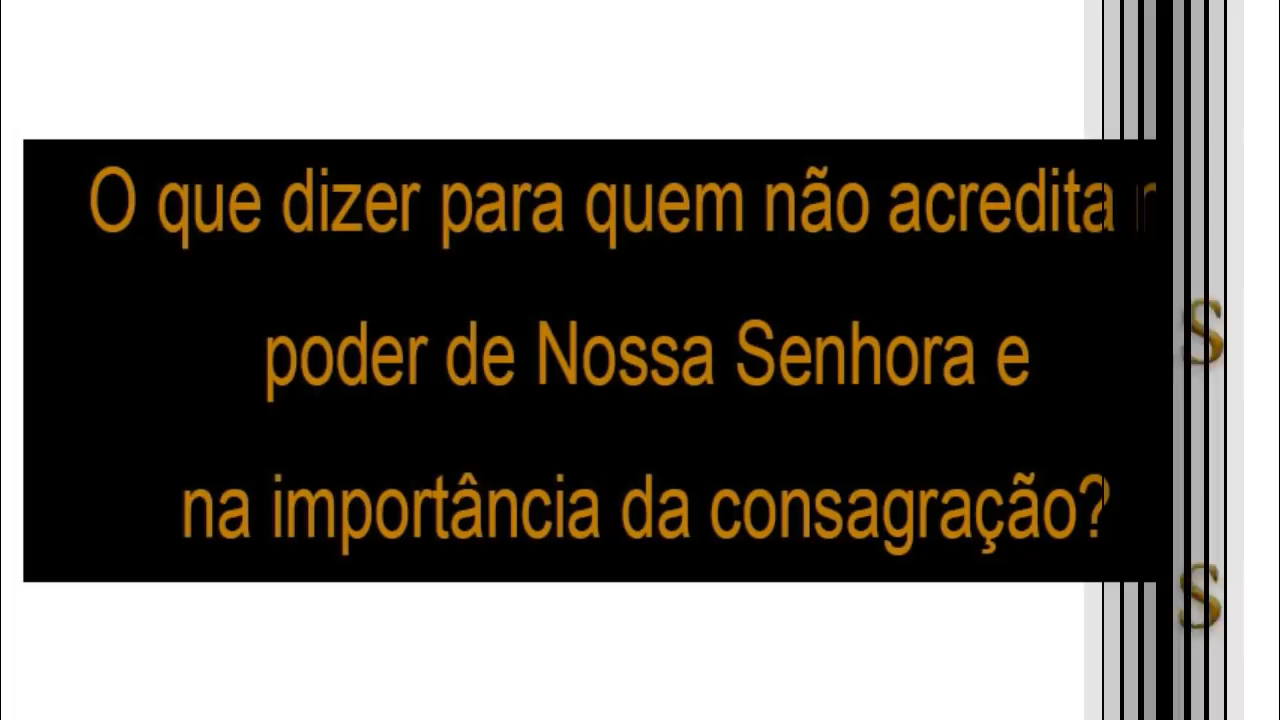 O que dizer para quem não acredita
poder de Nossa Senhora e
na importância da consagração?
S
S